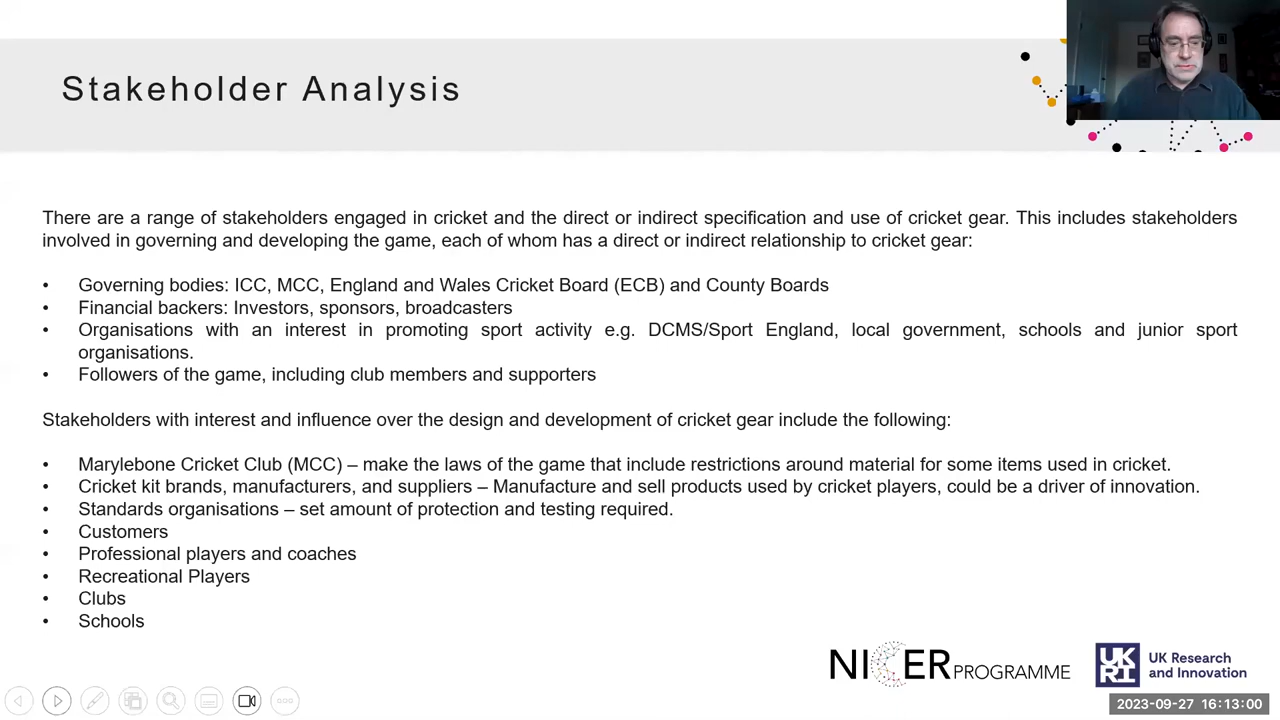 Stakeholder Analysis
There are a range of stakeholders engaged in cricket and the direct or indirect specification and use of cricket gear. This includes stakeholders
involved in governing and developing the game, each of whom has a direct or indirect relationship to cricket gear:
• Governing bodies: ICC, MCC, England and Wales Cricket Board (ECB) and County Boards
• Financial backers: Investors, sponsors, broadcasters
• Organisations with an interest in promoting sport activity e.g. DCMS/Sport England, local government, schools and junior sport
organisations.
• Followers of the game, including club members and supporters
Stakeholders with interest and influence over the design and development of cricket gear include the following:
• Marylebone Cricket Club (MCC) – make the laws of the game that include restrictions around material for some items used in cricket.
• Cricket kit brands, manufacturers, and suppliers – Manufacture and sell products used by cricket players, could be a driver of innovation.
• Standards organisations – set amount of protection and testing required.
• Customers
• Professional players and coaches
• Recreational Players
• Clubs
• Schools
NICER PROGRAMME
UKRI
UK Research
and Innovation
2023-09-27 16:13:00